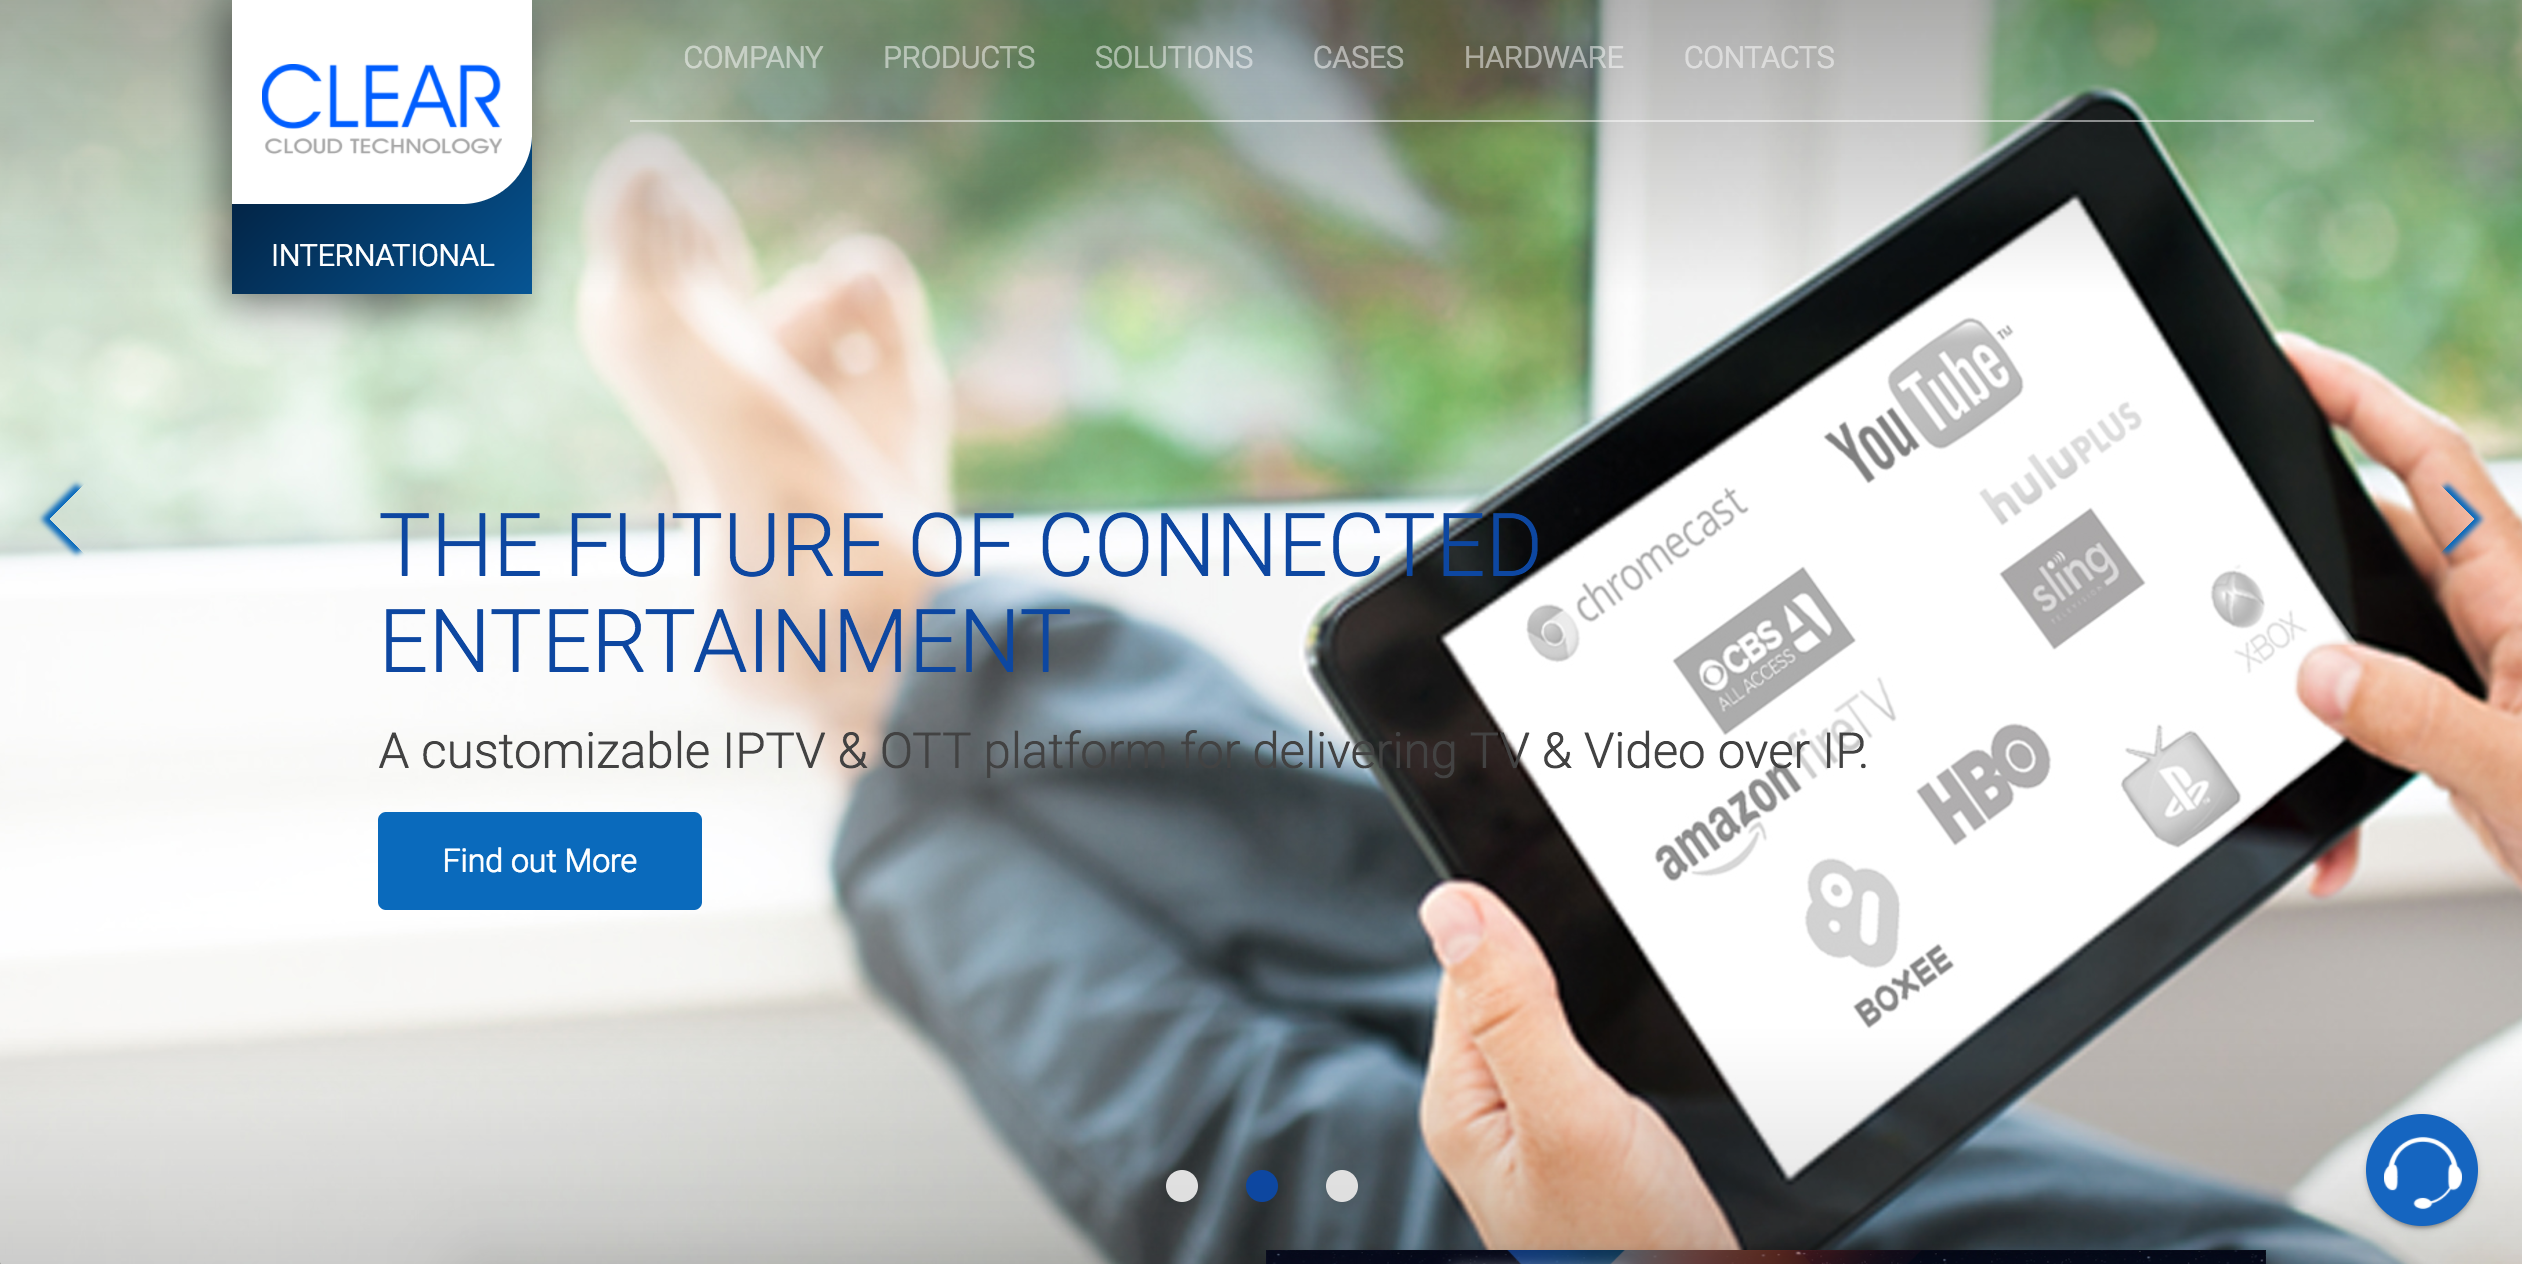 CLEAR
CLOUD TECHNOLOGY
INTERNATIONAL
COMPANY PRODUCTS SOLUTIONS CASES HARDWARE CONTACTS
THE FUTURE OF CONNECTED
ENTERTAINMENT
A customizable IPTV & OTT platform for delivering TV & Video over IP.
Find out More
YouTube™
huluPLUS
chromecast
sling
TELEVISION
CBS
ALL ACCESS
XBOX
amazon fireTV
HBO
BOXEE